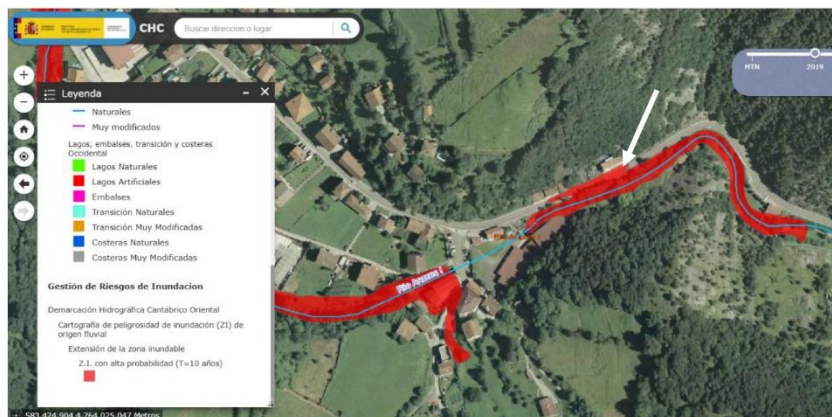 CHC
Buscar direccion o lugar
MTN
2019
Leyenda
Naturales
Muy modificados
Lagos, embalses, transición y costeras
Occidental
Lagos Naturales
Lagos Artificiales
Embalses
Transición Naturales
Transición Muy Modificadas
Costeras Naturales
Costeras Muy Modificadas
Gestión de Riesgos de Inundacion
Demarcación Hidrográfica Cantábrico Oriental
Cartografía de peligrosidad de inundación (ZI) de
origen fluvial
Extensión de la zona inundable
Z.I. con alta probabilidad (T=10 años)
583.424,904 4.764.025,047 Metros
Río